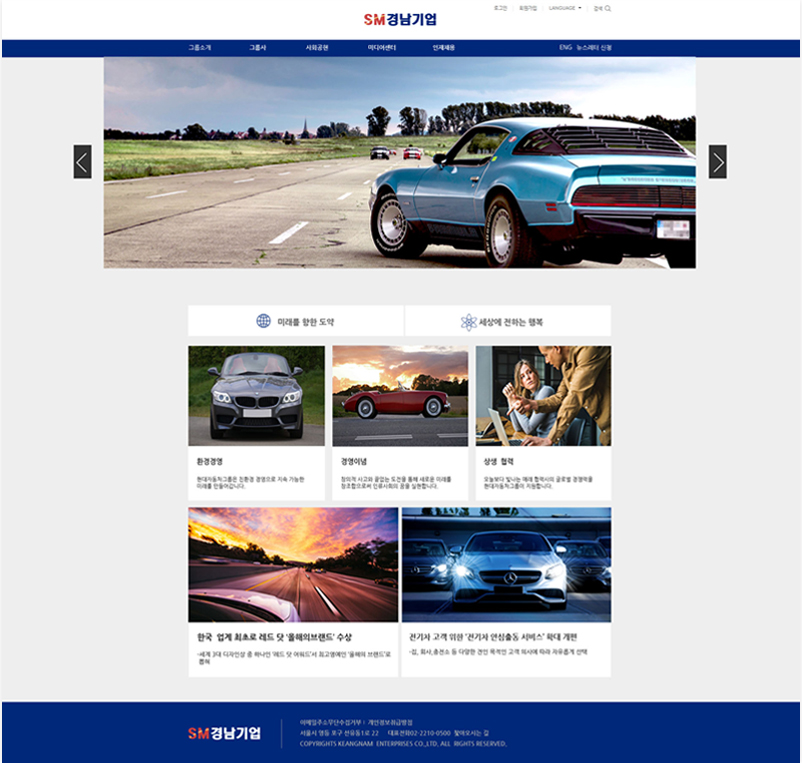 로그인 회원가입 LANGUAGE 검색
SM경남기업
그룹소개 그룹사 사회공헌 미디어센터 인재채용 ENG 뉴스레터 신청
미래를 향한 도약 세상에 전하는 행복
환경경영
현대자동차그룹은 친환경 경영으로 지속 가능한
미래를 만들어갑니다.
경영이념
창의적 사고와 끝없는 도전을 통해 새로운 미래를
창조함으로써 인류사회의 꿈을 실현합니다.
상생 협력
오늘보다 빛나는 미래 협력사의 글로벌 경쟁력을
현대자동차그룹이 지원합니다.
한국 업계 최초로 레드 닷 '올해의브랜드' 수상
-세계 3대 디자인상 중 하나인 '레드 닷 어워드'서 최고영예인 '올해의 브랜드'로
뽑혀
전기차 고객 위한 '전기차 안심출동 서비스' 확대 개편
-집, 회사,충전소 등 다양한 견인 목적인 고객 의사에 따라 자유롭게 선택
SM경남기업
이메일주소무단수집거부 | 개인정보취급방침
서울시 영등 포구 선유동1로 22 대표전화02-2210-0500 찾아오시는 길
COPYRIGHTS KEANGNAM ENTERPRISES CO.,LTD. ALL RIGHTS RESERVED.